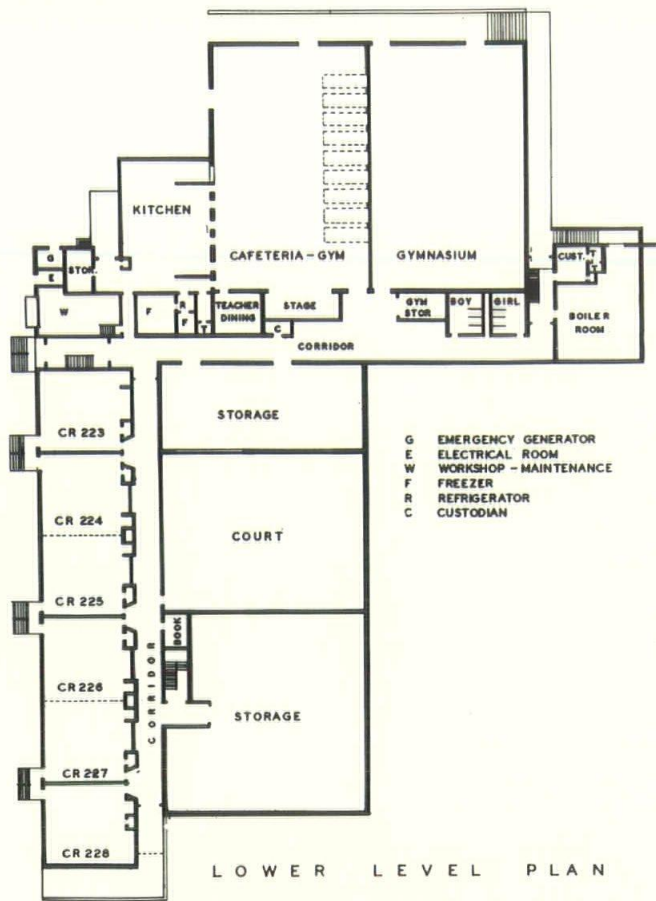 KITCHEN
CAFETERIA - GYM
GYMNASIUM
G
E
STOR.
W
F
R
F
T
TEACHER
DINING
STAGE
C
GYM
STOR
BOY
GIRL
CUST.
T
T
BOILER
ROOM
CORRIDOR
STORAGE
CR 223
CR 224
COURT
CR 225
BOOK
CR 226
CORRIDOR
STORAGE
CR 227
CR 228
G EMERGENCY GENERATOR
E ELECTRICAL ROOM
W WORKSHOP - MAINTENANCE
F FREEZER
R REFRIGERATOR
C CUSTODIAN
LOWER LEVEL PLAN